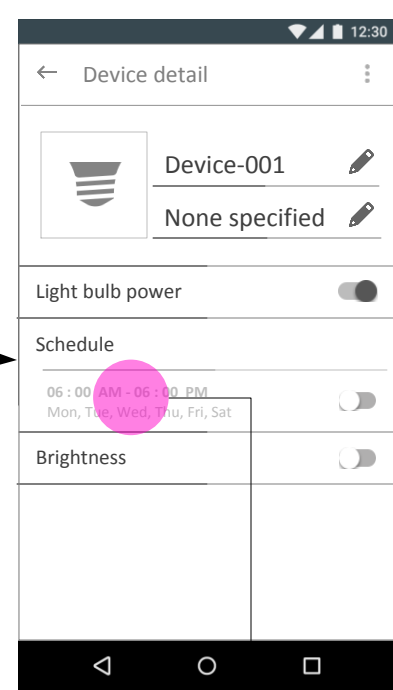 12:30
Device detail
Device-001
None specified
Light bulb power
Schedule
06 : 00 AM - 06 : 00 PM
Mon, Tue, Wed, Thu, Fri, Sat
Brightness